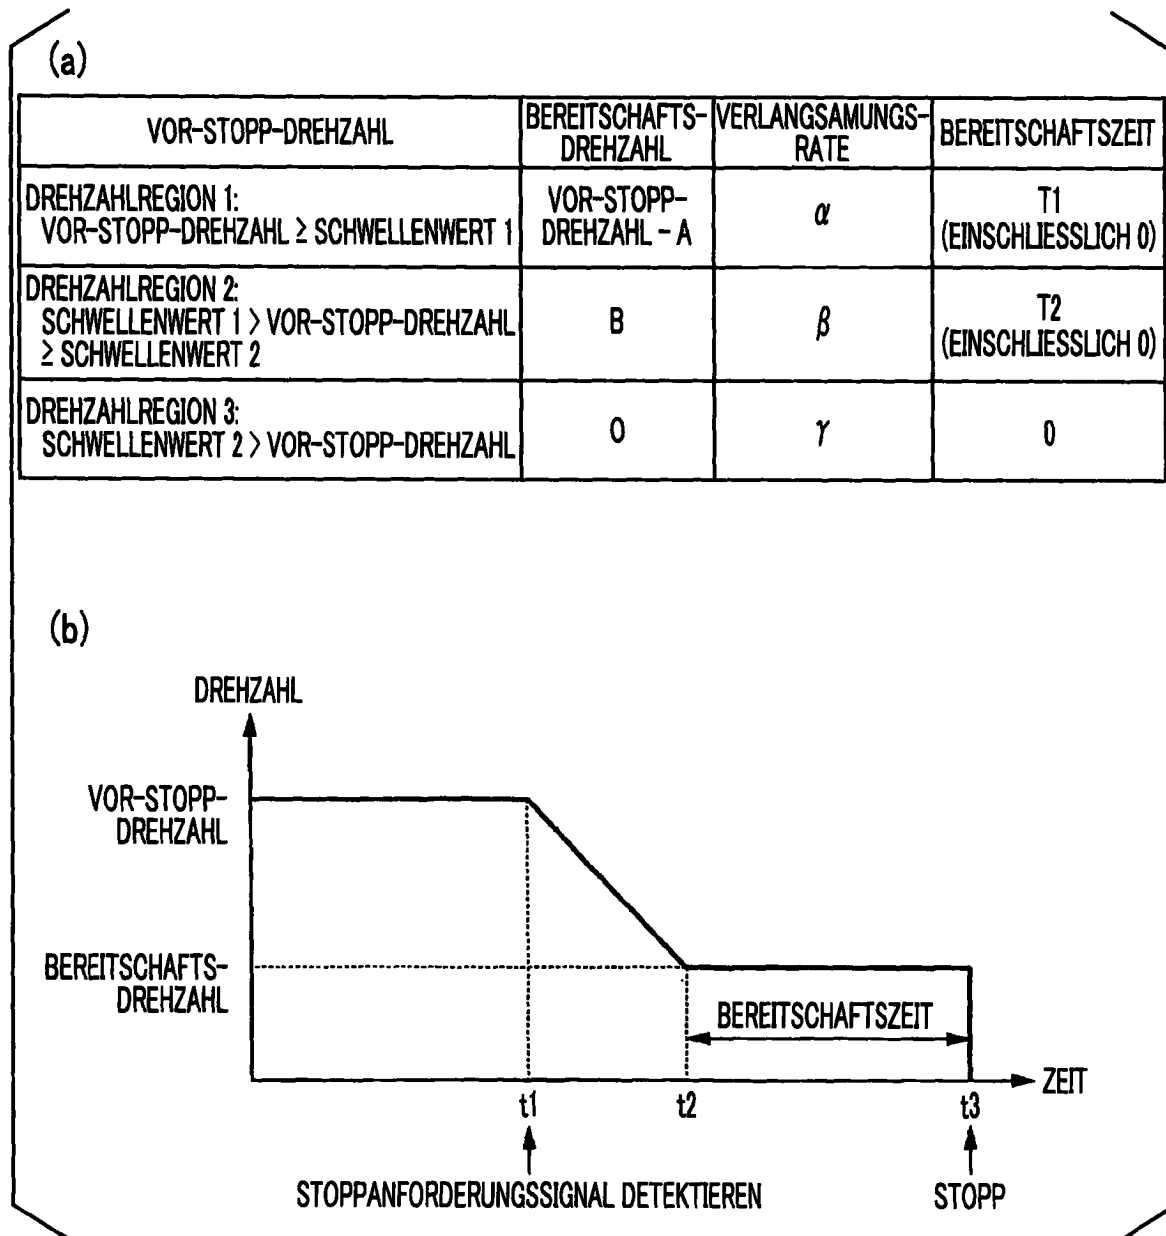 (a)
VOR-STOPP-DREHZAHL
BEREITSCHAFTS-
DREHZAHL
VERLANGSAMUNGS-
RATE
BEREITSCHAFTSZEIT
DREHZAHLREGION 1:
VOR-STOPP-DREHZAHL ≥ SCHWELLENWERT 1
VOR-STOPP-
DREHZAHL - A
α
T1
(EINSCHLIESSLICH 0)
DREHZAHLREGION 2:
SCHWELLENWERT 1 > VOR-STOPP-DREHZAHL
≥ SCHWELLENWERT 2
B
β
T2
(EINSCHLIESSLICH 0)
DREHZAHLREGION 3:
SCHWELLENWERT 2 > VOR-STOPP-DREHZAHL
0
γ
0
(b)
DREHZAHL
VOR-STOPP-
DREHZAHL
BEREITSCHAFTS-
DREHZAHL
BEREITSCHAFTSZEIT
ZEIT
t1
t2
t3
STOPPANFORDERUNGSSIGNAL DETEKTIEREN
STOPP